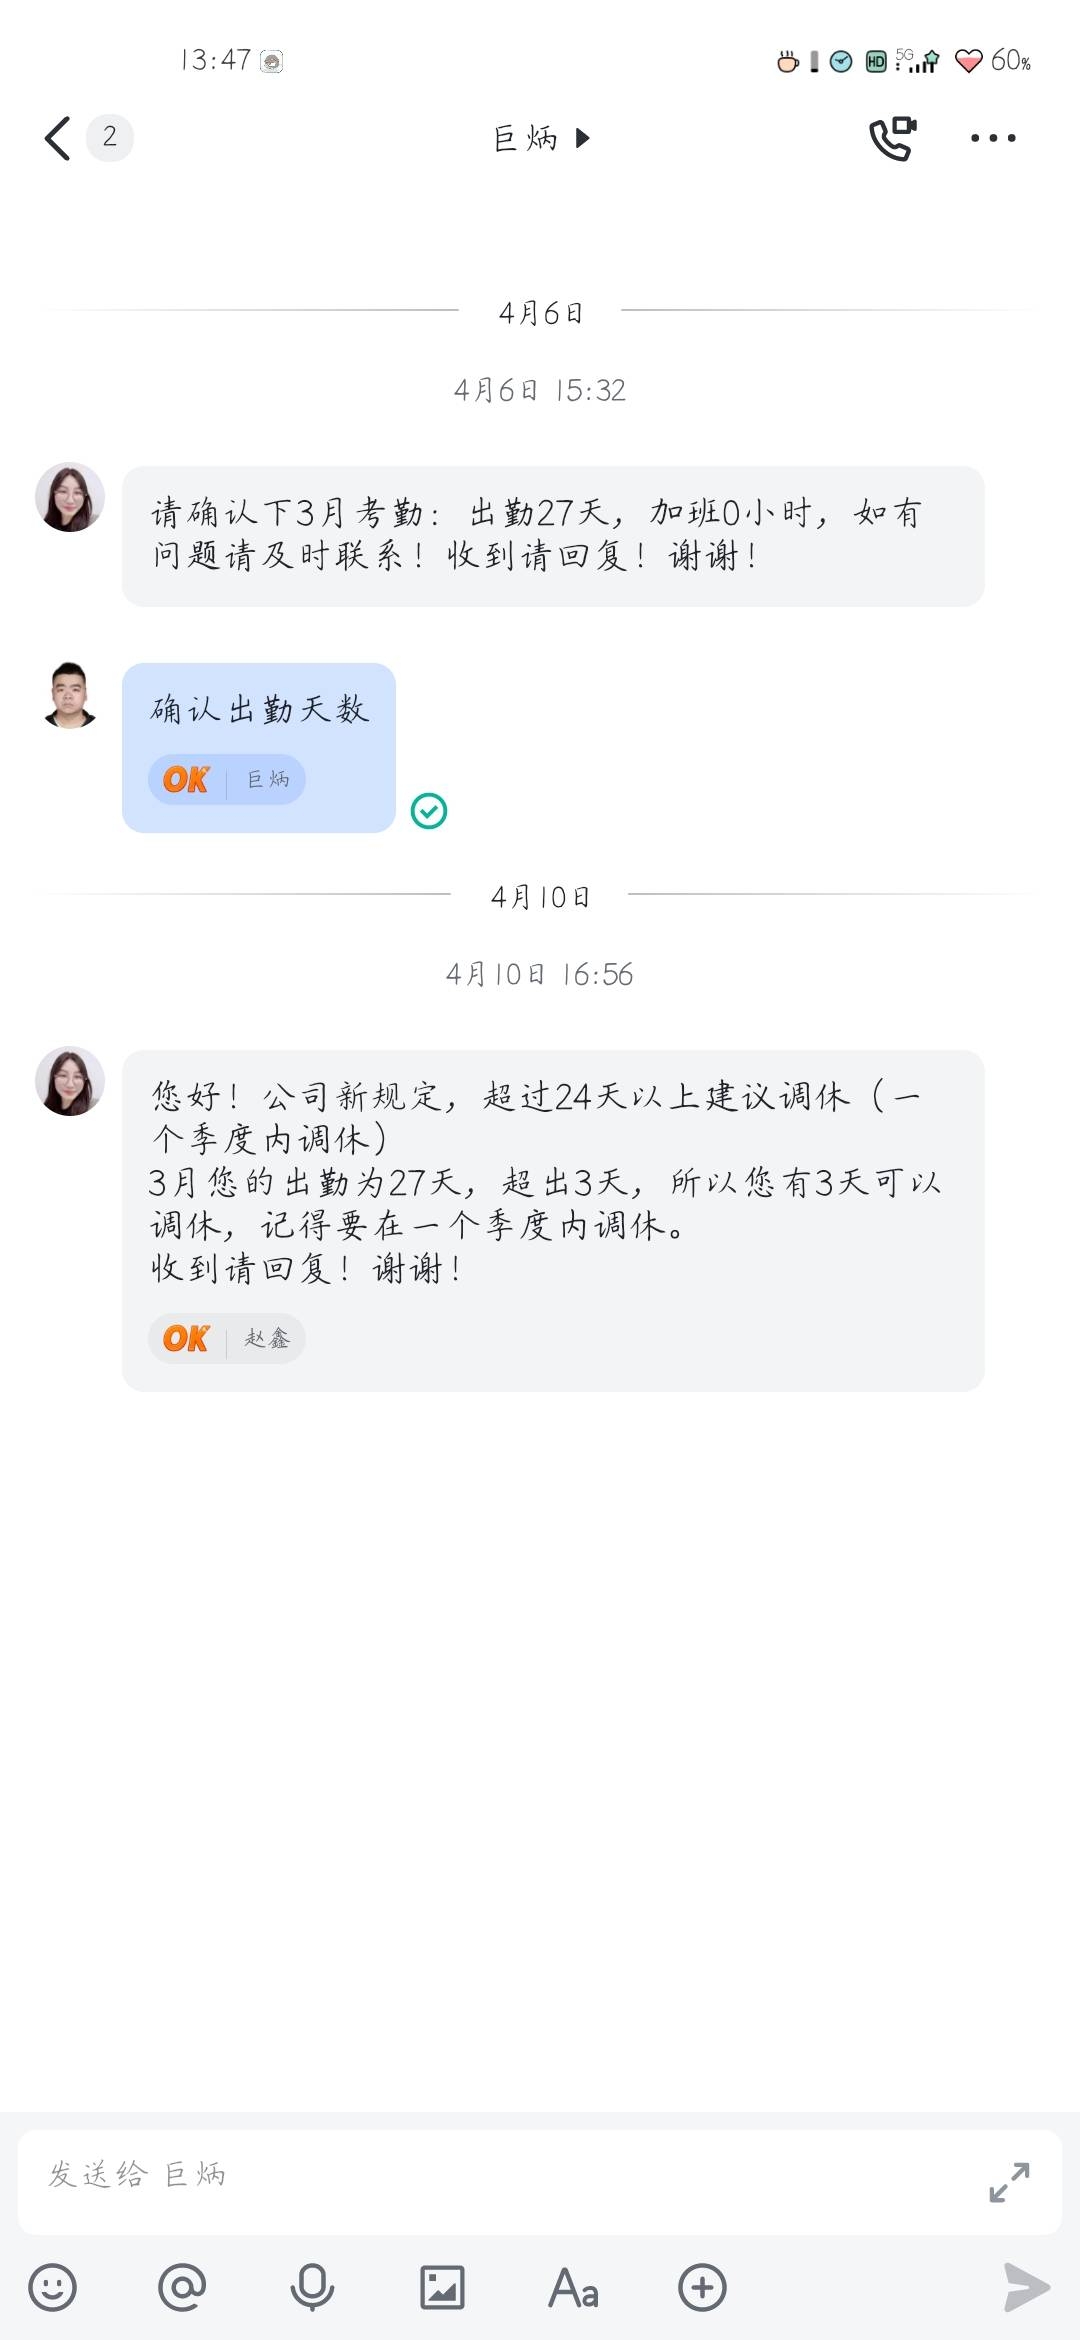 13:47
HD 5G 60%
2
巨炳
4月6日
4月6日 15:32
请确认下3月考勤：出勤27天，加班0小时，如有
问题请及时联系！收到请回复！谢谢！
确认出勤天数
OK 巨炳
4月10日
4月10日 16:56
您好！公司新规定，超过24天以上建议调休（一
个季度内调休）
3月您的出勤为27天，超出3天，所以您有3天可以
调休，记得要在一个季度内调休。
收到请回复！谢谢！
OK 赵鑫
发送给 巨炳
Aa